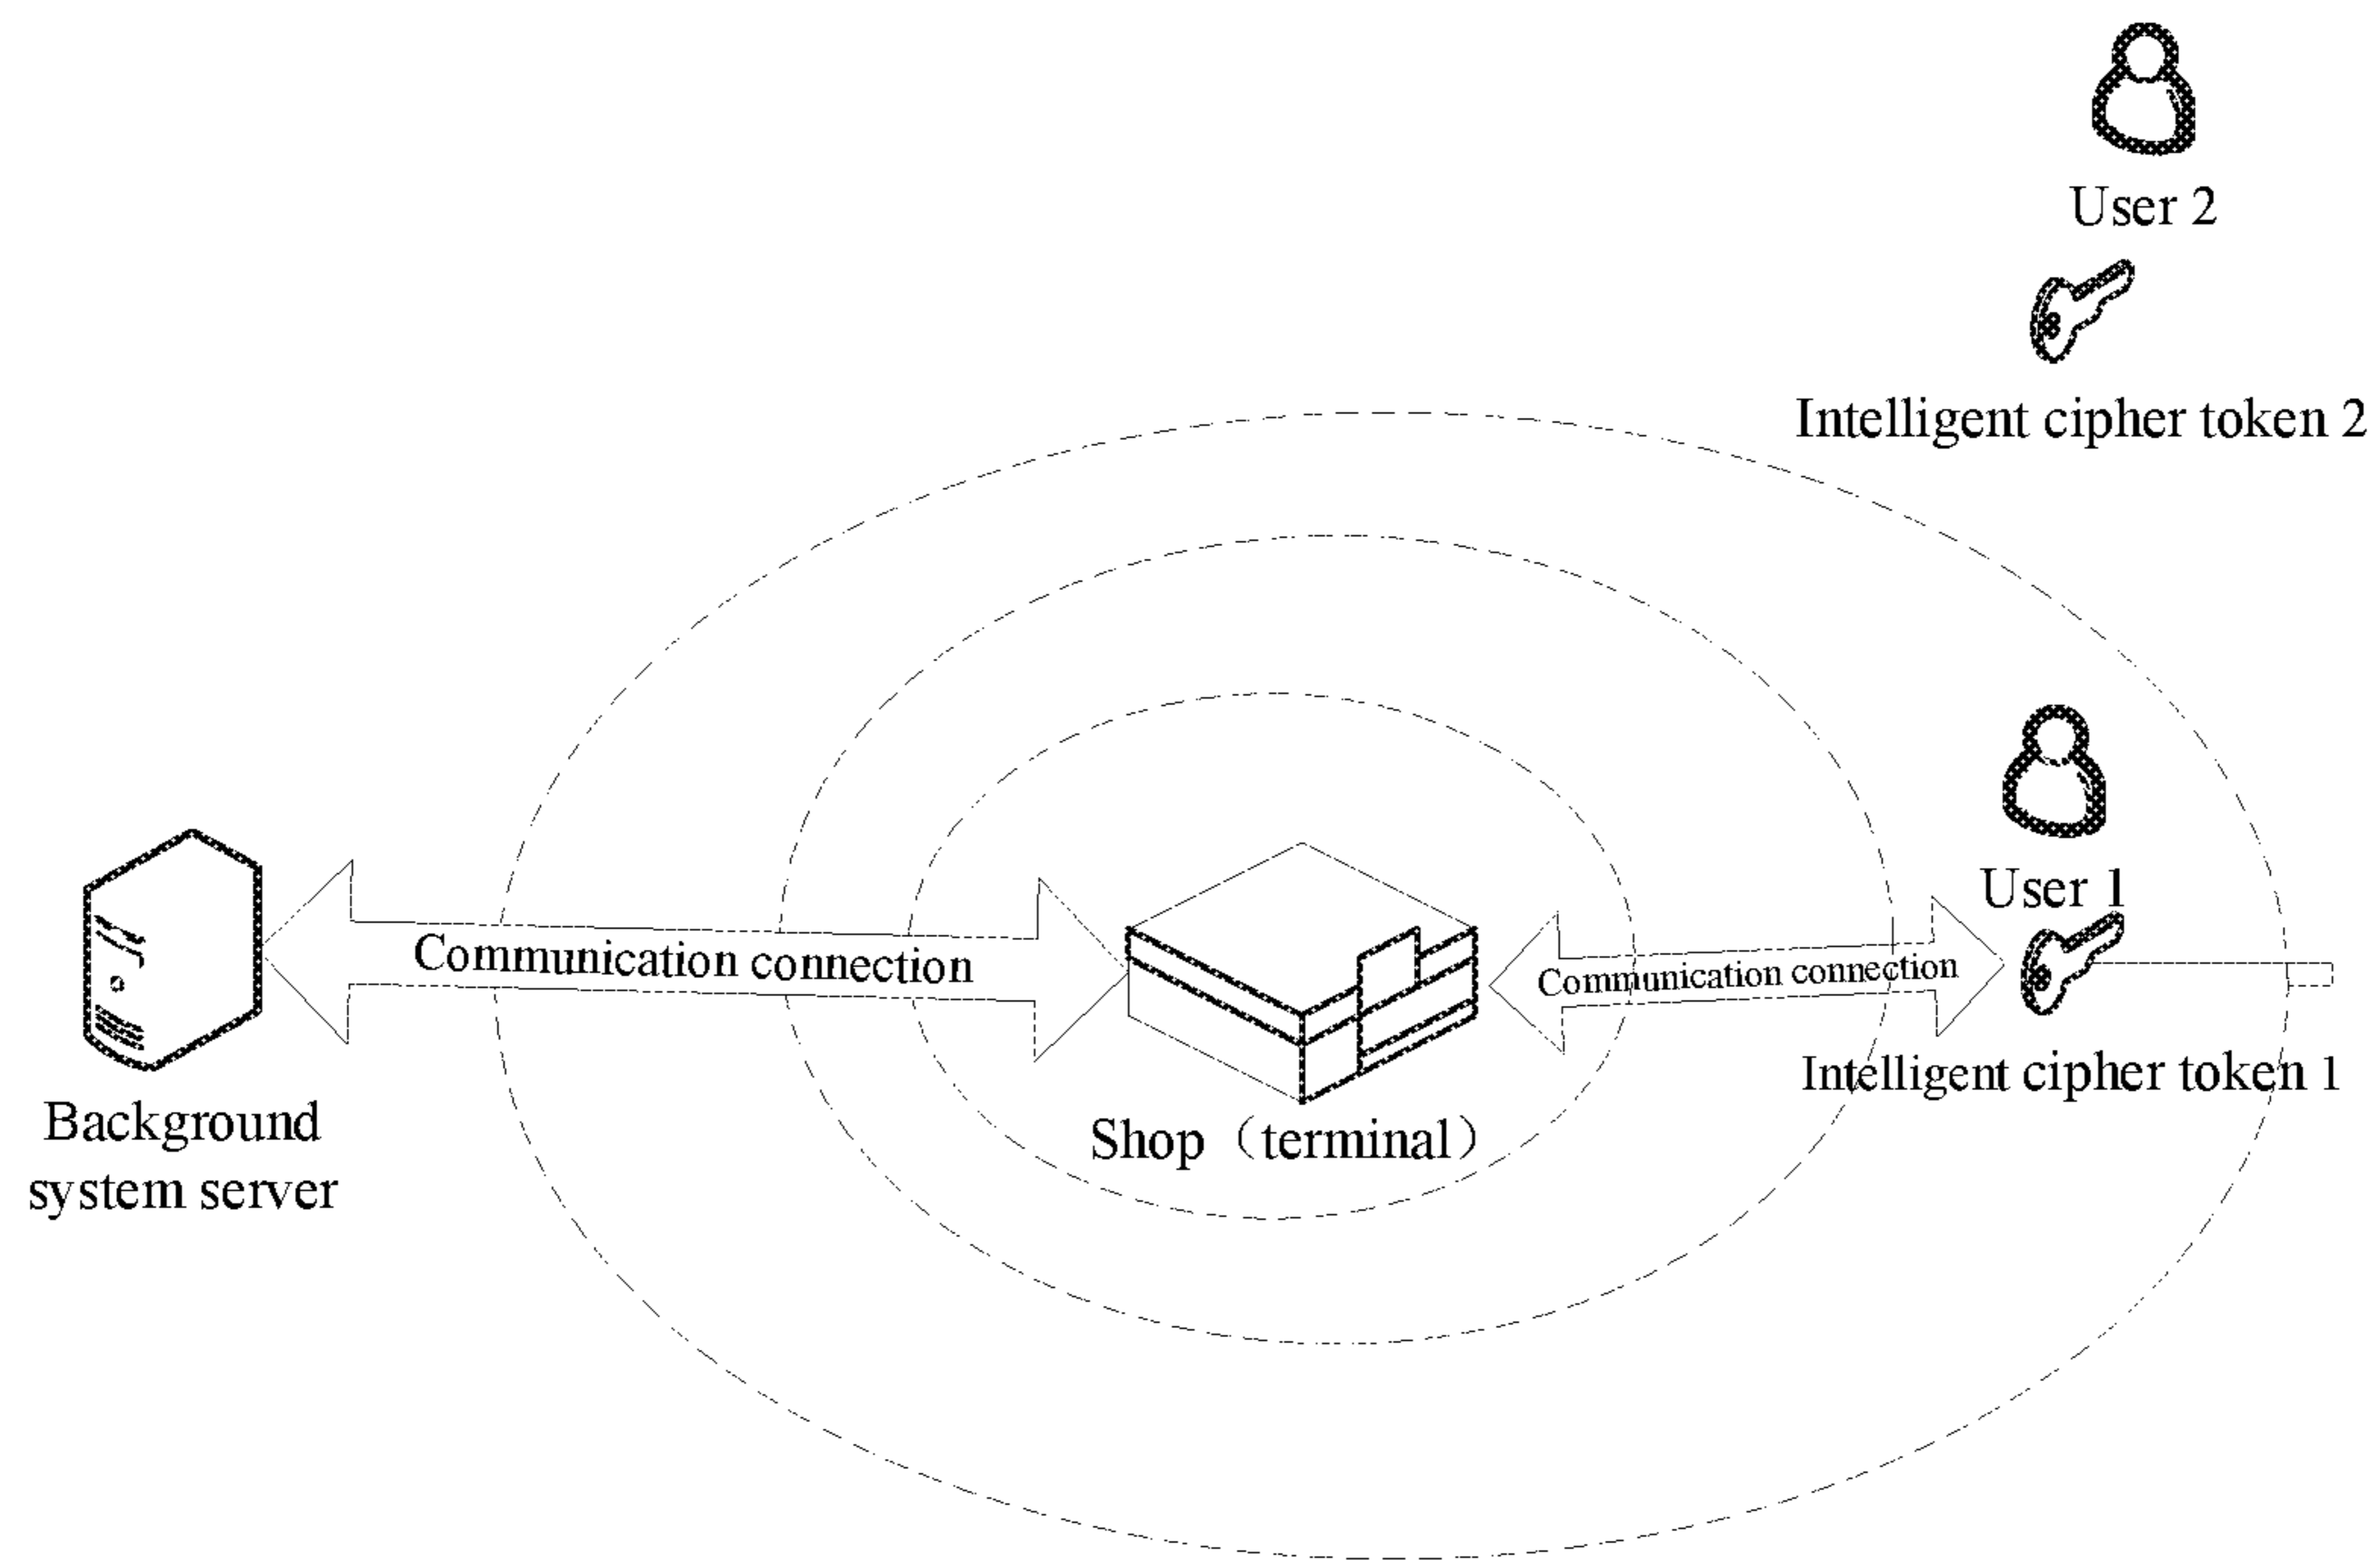 User 2
Intelligent cipher token 2
User 1
Communication connection
Communication connection
Intelligent cipher token 1
Background
system server
Shop（terminal）